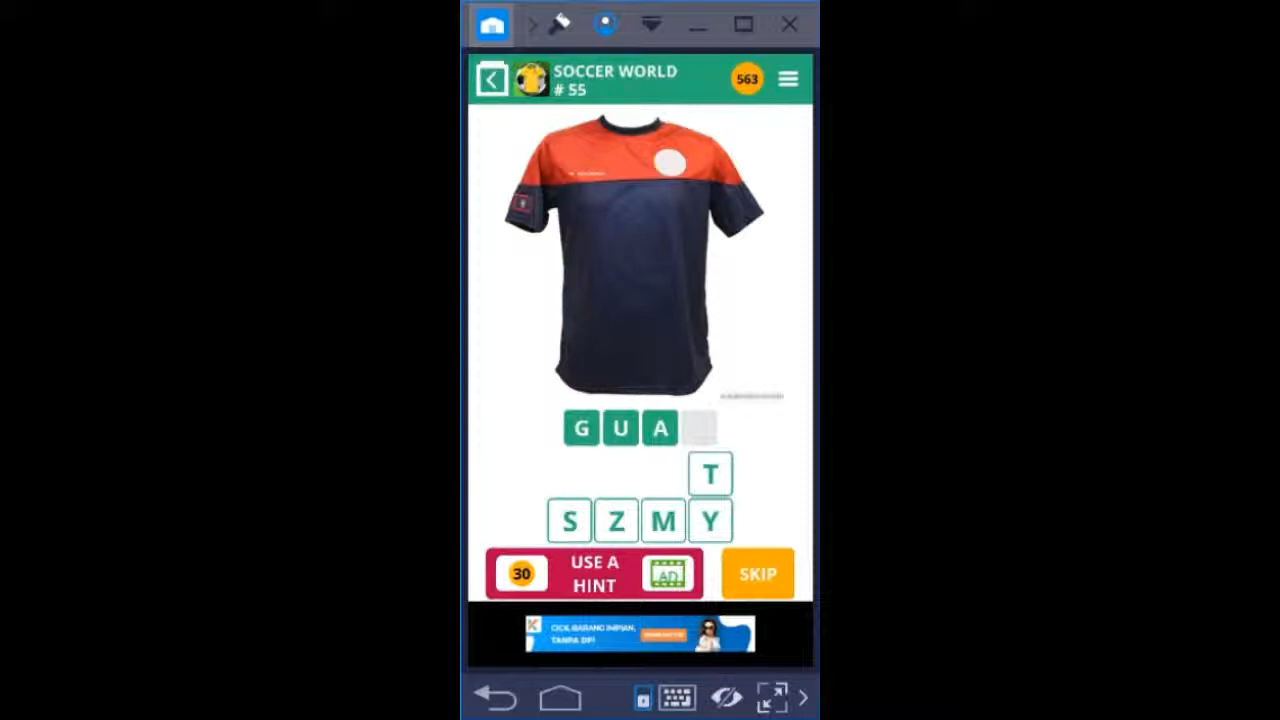 SOCCER WORLD
# 55
563
G U A
T
S Z M Y
30
USE A
HINT
AD
SKIP
K
CICIL BARANG IMPIAN,
TANPA DP!